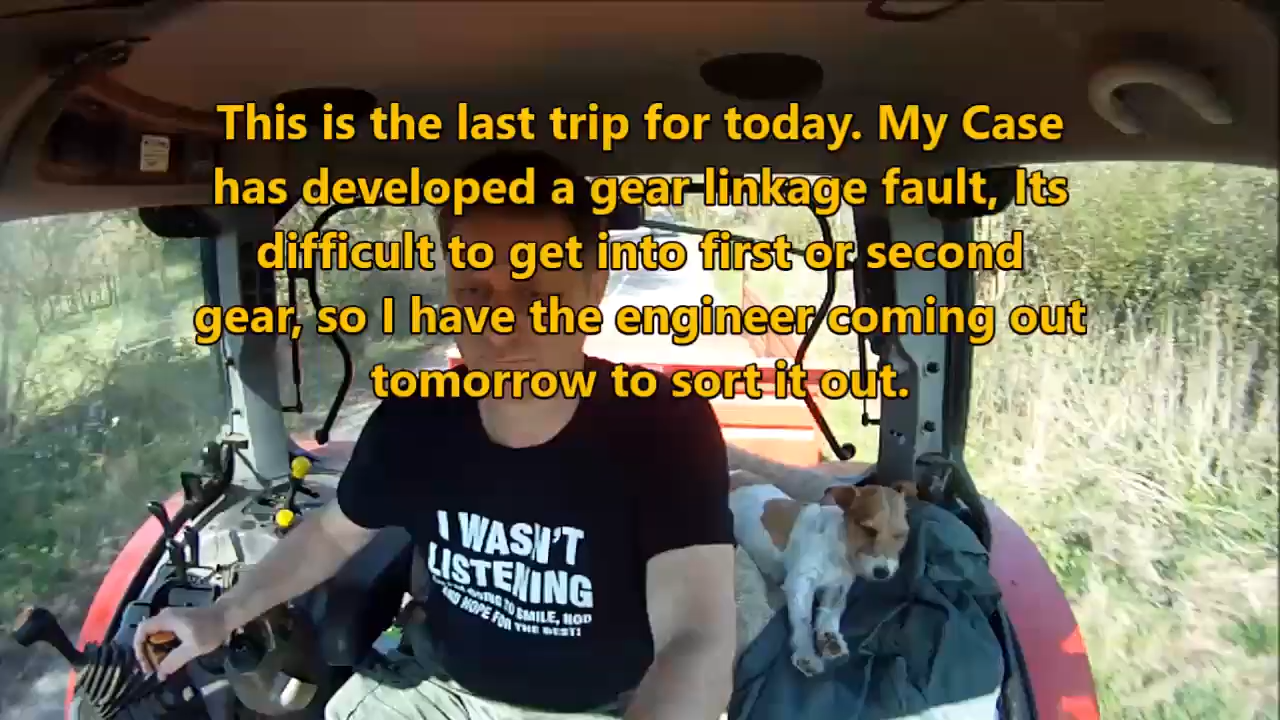 This is the last trip for today. My Case
has developed a gear linkage fault, Its
difficult to get into first or second
gear, so I have the engineer coming out
tomorrow to sort it out.
I WASN'T
LISTENING
GOING TO SMILE, NOD
AND HOPE FOR THE BEST!